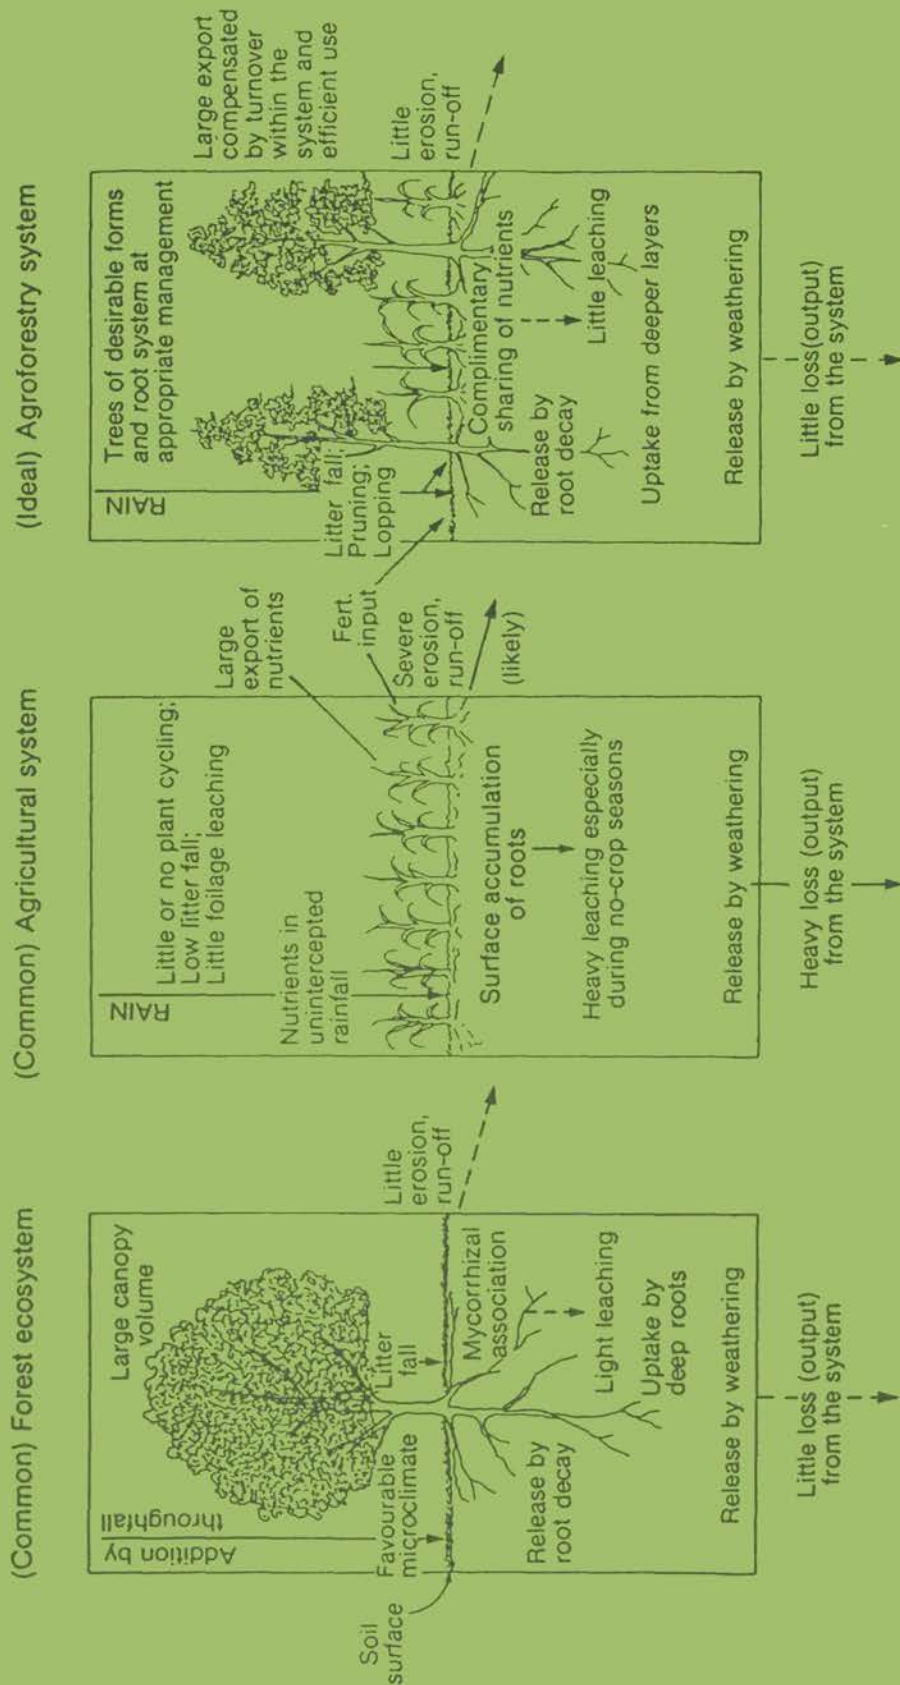 (Common) Forest ecosystem
Large canopy
volume
Addition by
throughfall
Litter
fall
Favourable
microclimate
Soil
surface
Little
erosion,
run-off
Mycorrhizal
association
Release by
root decay
Light leaching
Uptake by
deep roots
Release by weathering
Little loss (output)
from the system
(Common) Agricultural system
Little or no plant cycling;
Low litter fall;
Little foliage leaching
RAIN
Nutrients in
unintercepted
rainfall
Large
export of
nutrients
Fert.
input
Severe
erosion,
run-off
(likely)
Surface accumulation
of roots
Heavy leaching especially
during no-crop seasons
Release by weathering
Heavy loss (output)
from the system
(Ideal) Agroforestry system
Trees of desirable forms
and root system at
appropriate management
RAIN
Large export
compensated
by turnover
within the
system and
efficient use
Litter fall;
Pruning;
Lopping
Little
erosion,
run-off
Complimentary
sharing of nutrients
Release by
root decay
Little leaching
Uptake from deeper layers
Release by weathering
Little loss(output)
from the system